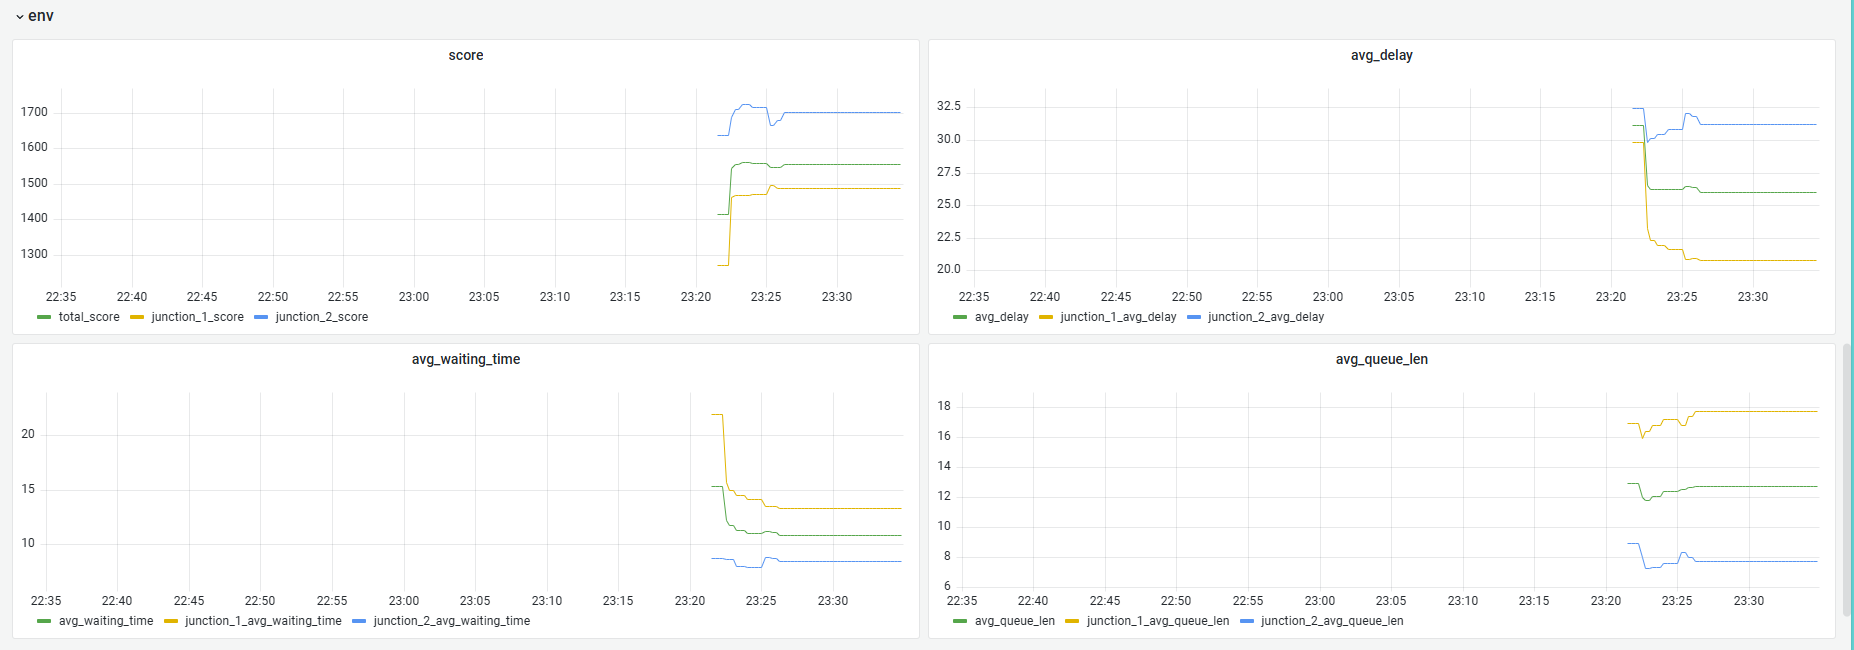 env
score
1700
1600
1500
1400
1300
22:35 22:40 22:45 22:50 22:55 23:00 23:05 23:10 23:15 23:20 23:25 23:30
total_score junction_1_score junction_2_score
avg_delay
32.5
30.0
27.5
25.0
22.5
20.0
22:35 22:40 22:45 22:50 22:55 23:00 23:05 23:10 23:15 23:20 23:25 23:30
avg_delay junction_1_avg_delay junction_2_avg_delay
avg_waiting_time
20
15
10
22:35 22:40 22:45 22:50 22:55 23:00 23:05 23:10 23:15 23:20 23:25 23:30
avg_waiting_time junction_1_avg_waiting_time junction_2_avg_waiting_time
avg_queue_len
18
16
14
12
10
8
6
22:35 22:40 22:45 22:50 22:55 23:00 23:05 23:10 23:15 23:20 23:25 23:30
avg_queue_len junction_1_avg_queue_len junction_2_avg_queue_len